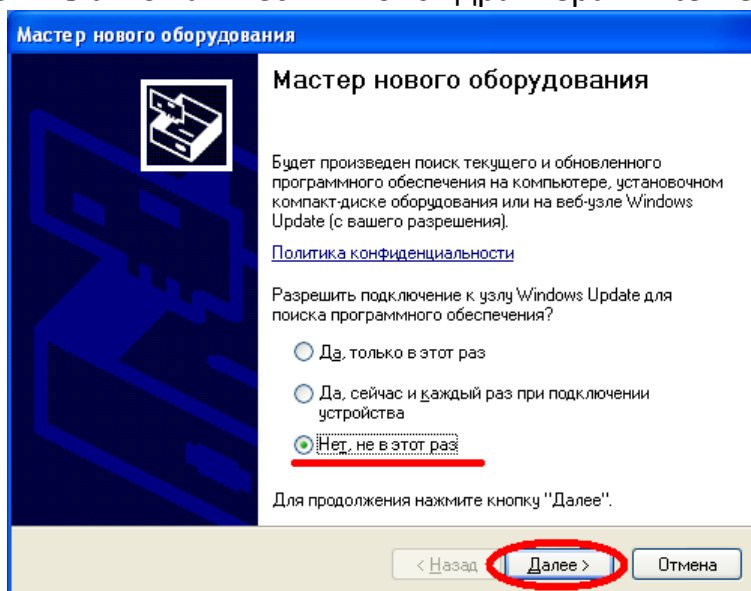 Мастер нового оборудования
Мастер нового оборудования
Будет произведен поиск текущего и обновленного
программного обеспечения на компьютере, установочном
компакт-диске оборудования или на веб-узле Windows
Update (с вашего разрешения).
Политика конфиденциальности
Разрешить подключение к узлу Windows Update для
поиска программного обеспечения?
Да, только в этот раз
Да, сейчас и каждый раз при подключении
устройства
Нет, не в этот раз
Для продолжения нажмите кнопку "Далее".
< Назад Далее > Отмена